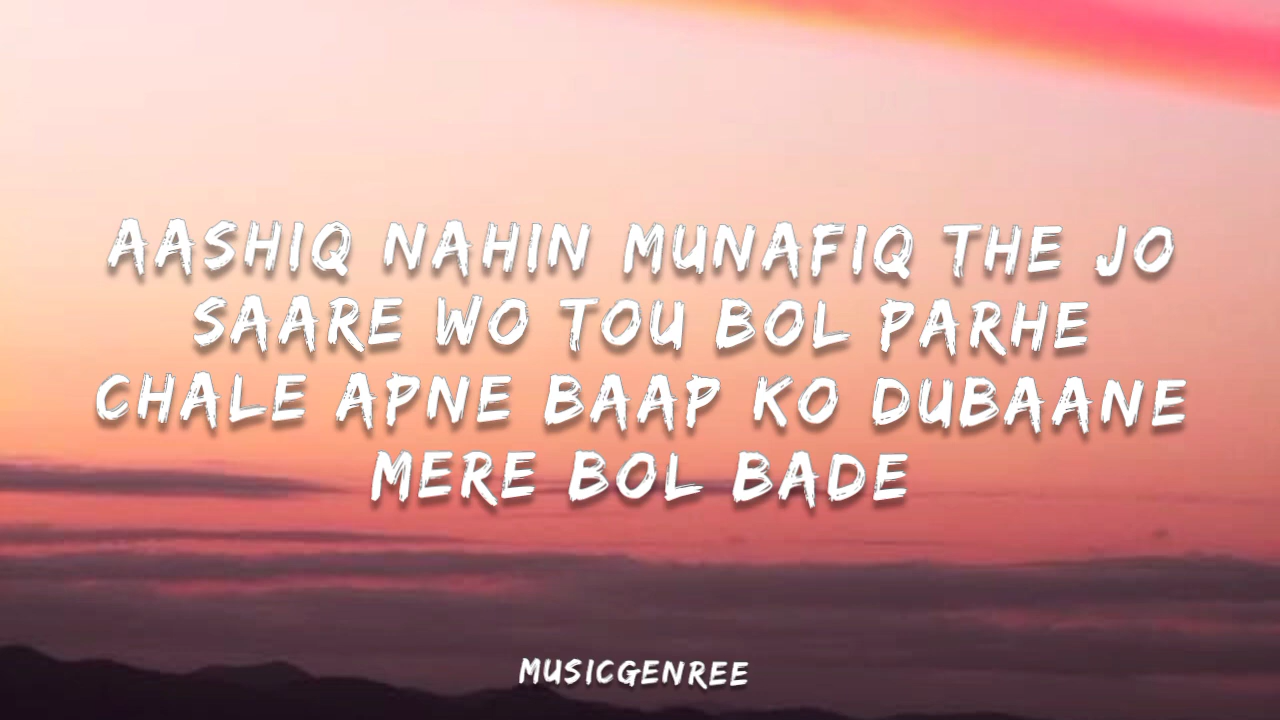 AASHIQ NAHIN MUNAFIQ THE JO
SAARE WO TOU BOL PARHE
CHALE APNE BAAP KO DUBAANE
MERE BOL BADE
MUSICGENREE